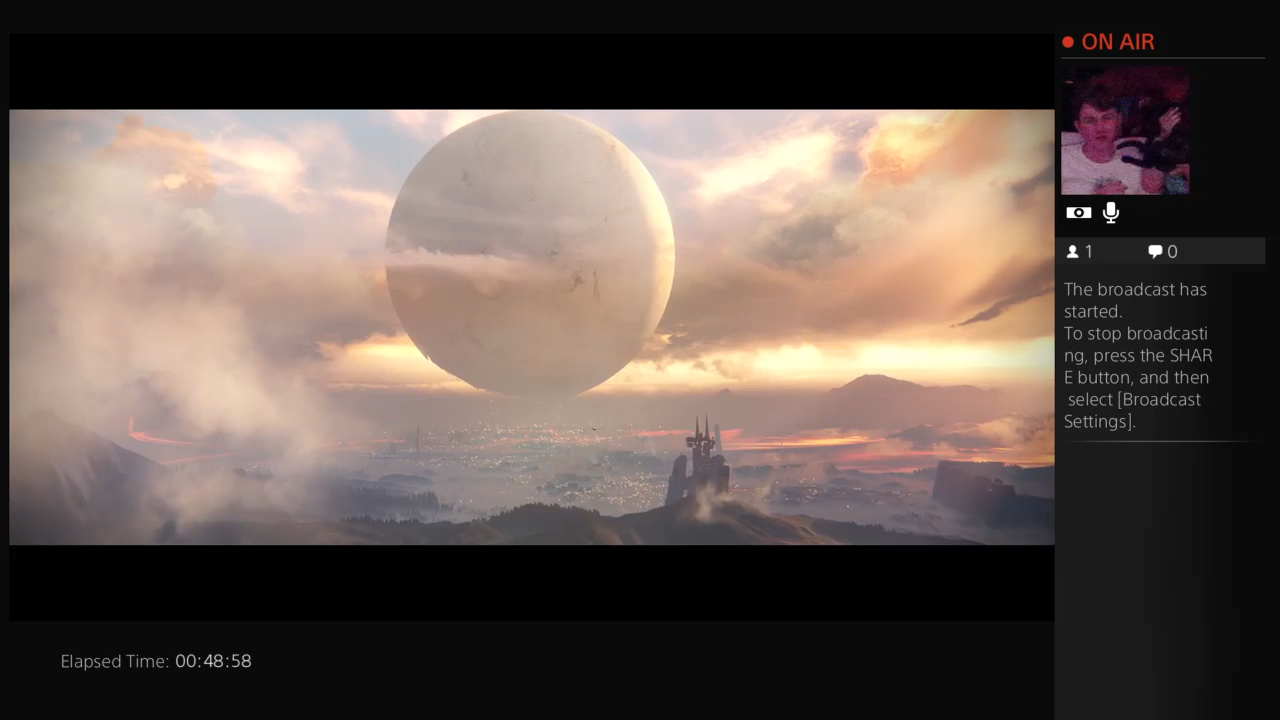 ON AIR
1 0
The broadcast has
started.
To stop broadcasti
ng, press the SHAR
E button, and then
select [Broadcast
Settings].
Elapsed Time: 00:48:58